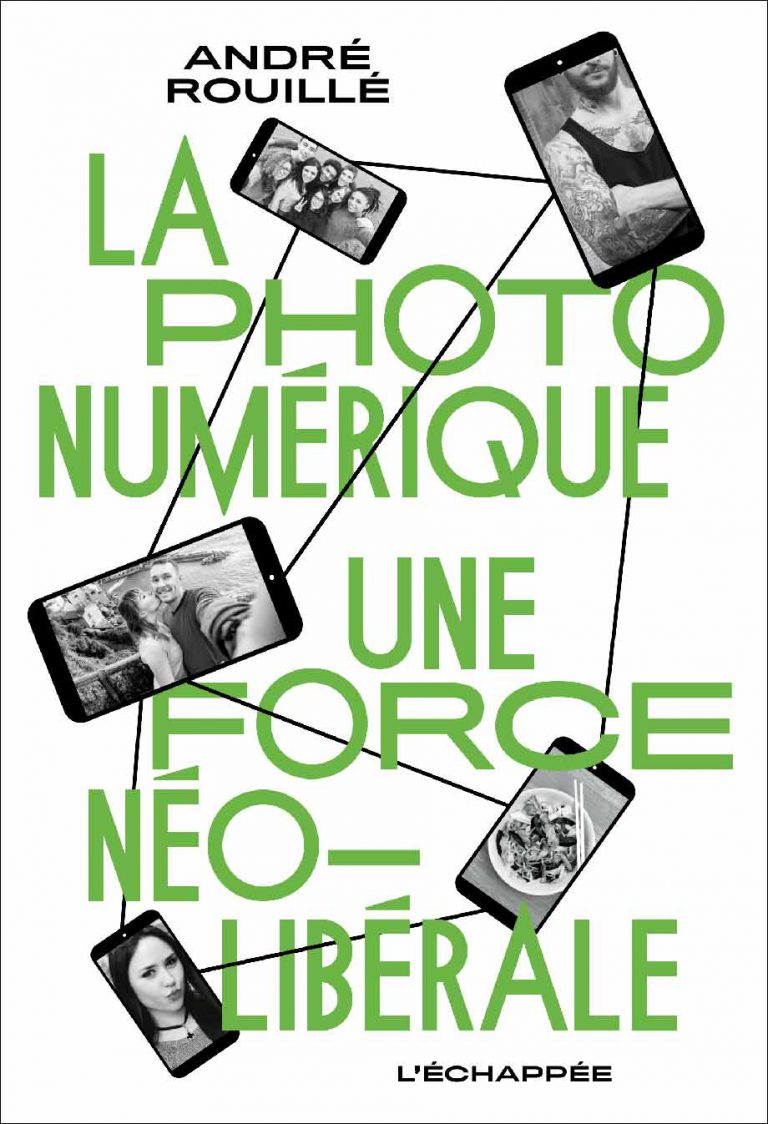 ANDRÉ
ROUILLÉ
LA
PHOTO
NUMÉRIQUE
UNE
FORCE
NÉO–
LIBÉRALE
L'ÉCHAPPÉE